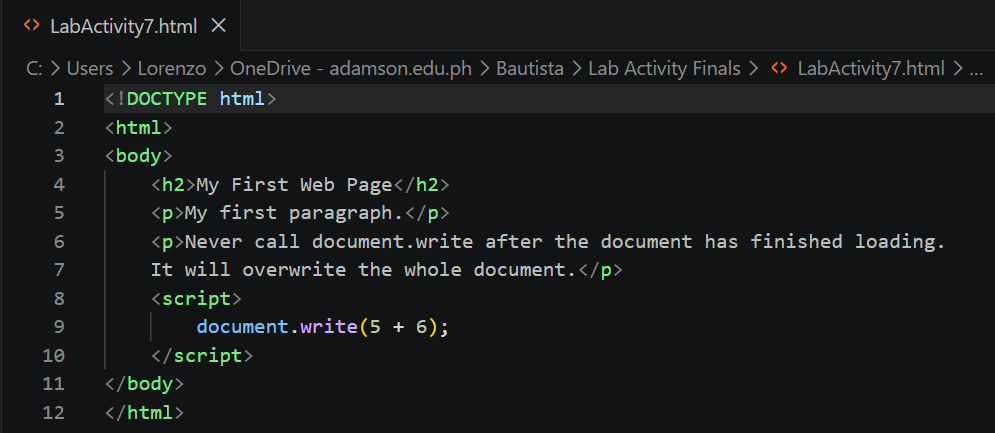 LabActivity7.html
C: > Users > Lorenzo > OneDrive - adamson.edu.ph > Bautista > Lab Activity Finals > <> LabActivity7.html > ...
1 <!DOCTYPE html>
2 <html>
3 <body>
4 <h2>My First Web Page</h2>
5 <p>My first paragraph.</p>
6 <p>Never call document.write after the document has finished loading.
7 It will overwrite the whole document.</p>
8 <script>
9 document.write(5 + 6);
10 </script>
11 </body>
12 </html>